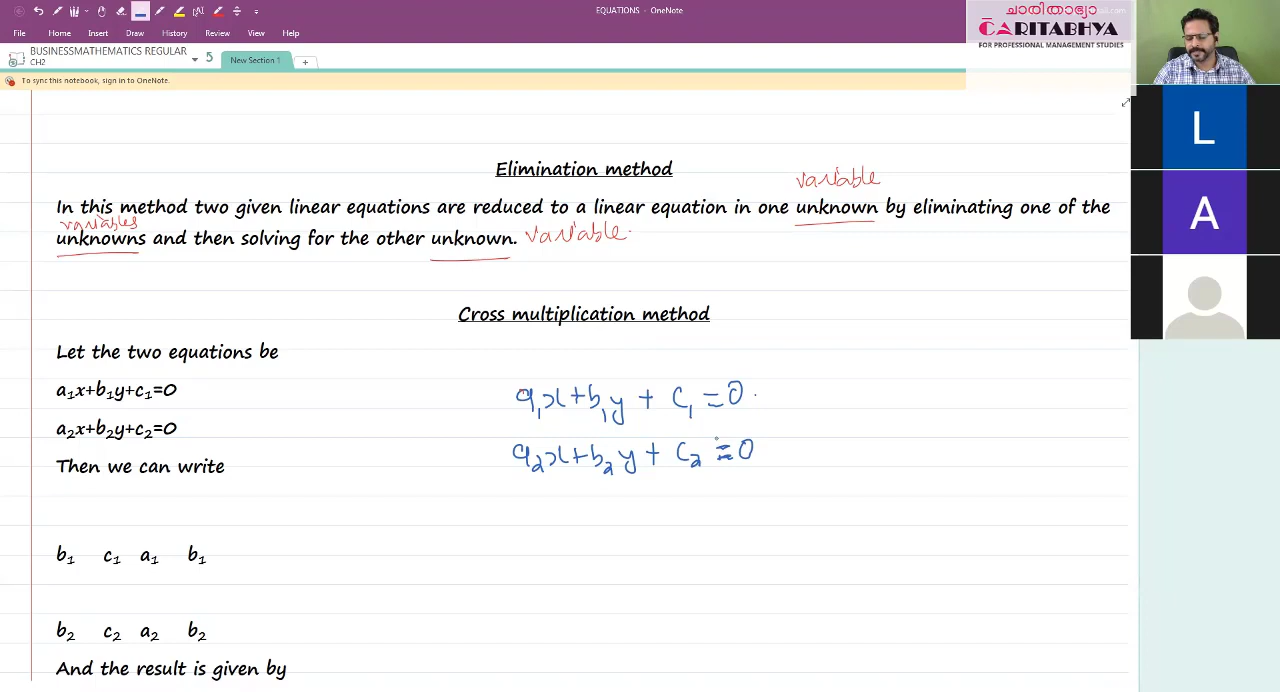 EQUATIONS - OneNote
File Home Insert Draw History Review View Help
ചാരിതാഭ്യാ
CARITABHYA
FOR PROFESSIONAL MANAGEMENT STUDIES
BUSINESSMATHEMATICS REGULAR
CH2
New Section 1
To sync this notebook, sign in to OneNote.
Elimination method
variable
In this method two given linear equations are reduced to a linear equation in one unknown by eliminating one of the
variables
unknowns and then solving for the other unknown. variable.
Cross multiplication method
Let the two equations be
a₁x+b₁y+c₁=0
a₁x+b₁y + c₁ =0
a₂x+b₂y+c₂=0
a₂x+b₂y + c₂ =0
Then we can write
b₁ c₁ a₁ b₁
b₂ c₂ a₂ b₂
And the result is given by
L
A